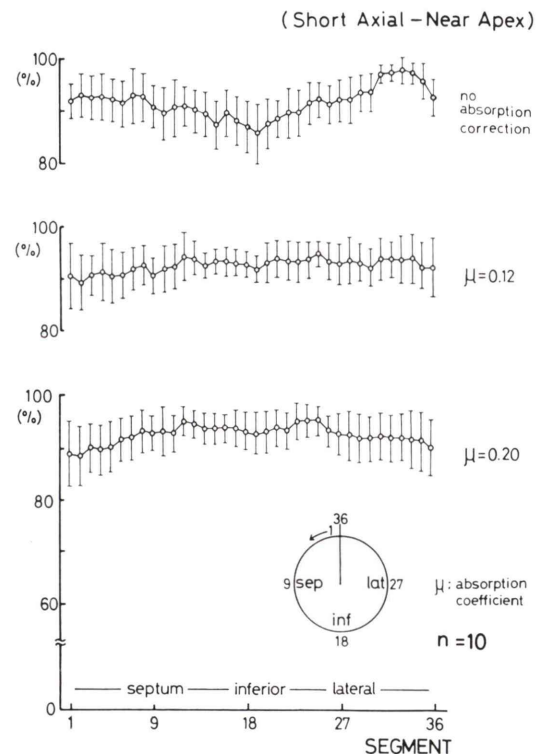 (Short Axial – Near Apex)
100
(%)
80
no
absorption
correction
100
(%)
80
μ=0.12
100
(%)
80
60
0
μ=0.20
36
1
9 sep
lat 27
inf
18
μ: absorption
coefficient
n=10
septum inferior lateral
1 9 18 27 36
SEGMENT